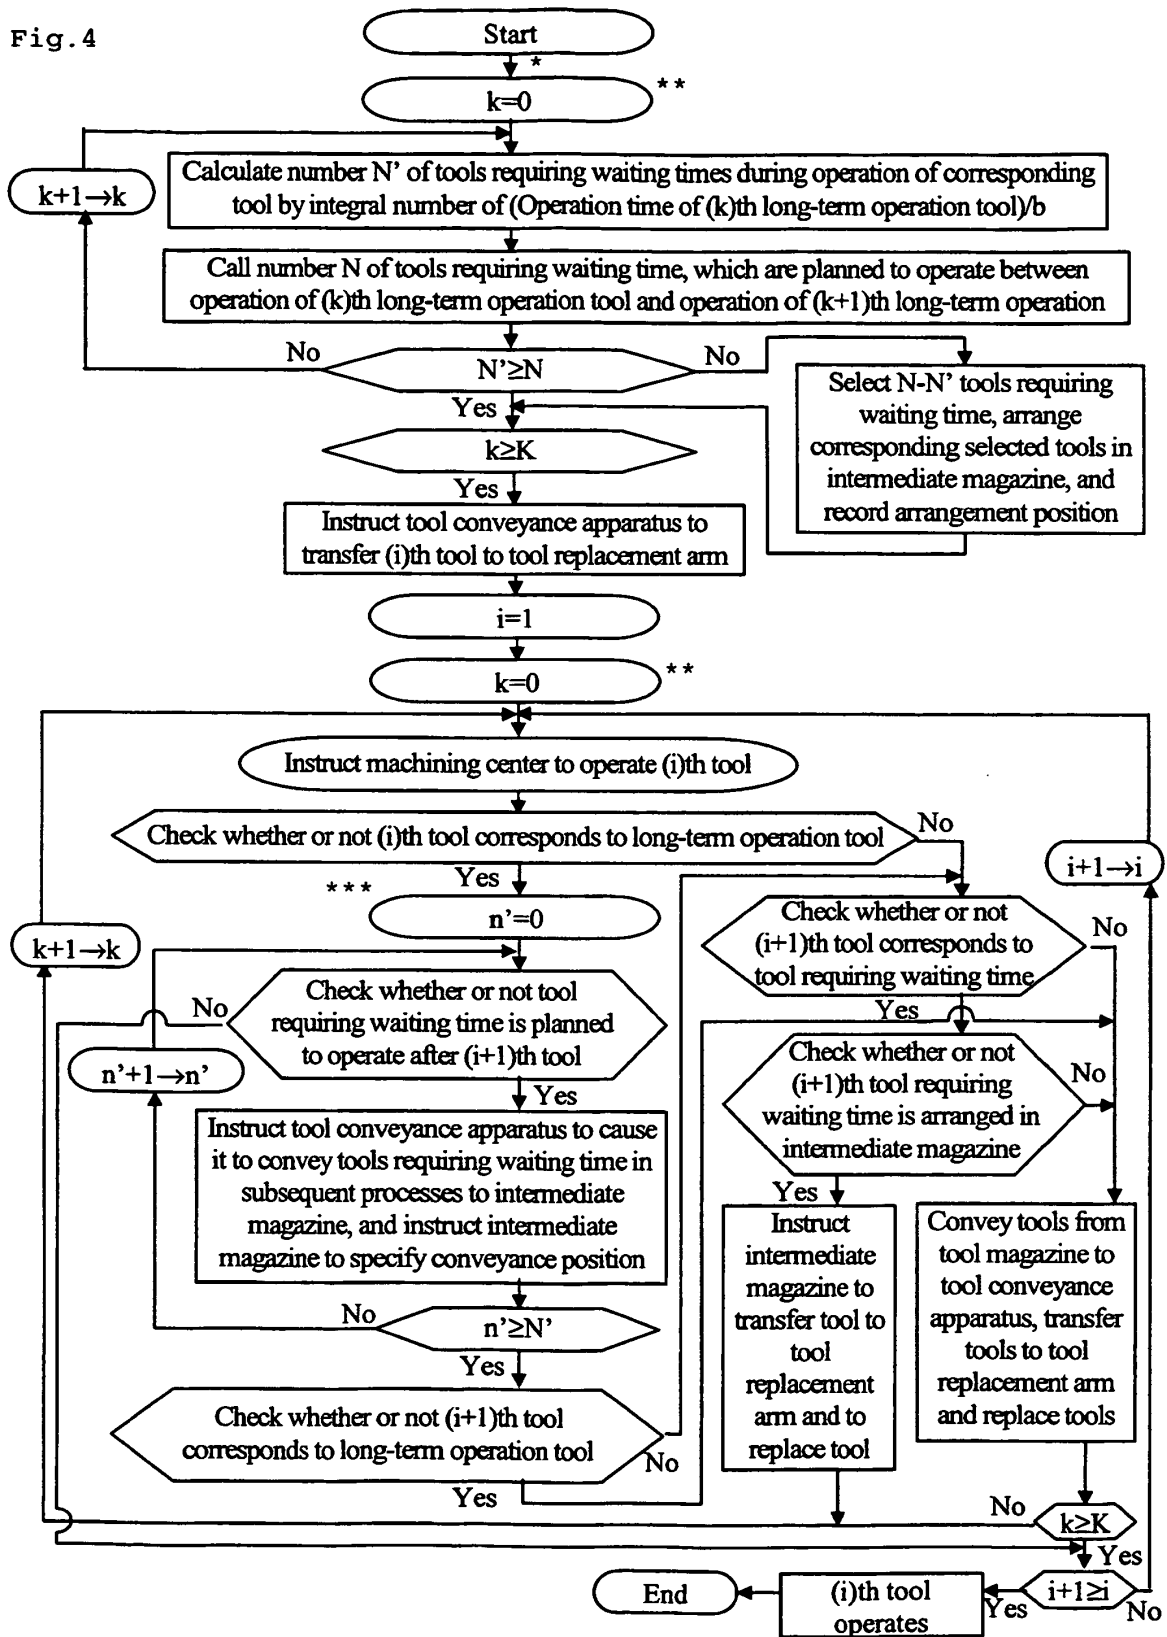 Fig.4
Start
*
k=0
**
k+1→k
Calculate number N' of tools requiring waiting times during operation of corresponding
tool by integral number of (Operation time of (k)th long-term operation tool)/b
Call number N of tools requiring waiting time, which are planned to operate between
operation of (k)th long-term operation tool and operation of (k+1)th long-term operation
No
N'≥N
No
Yes
Select N-N' tools requiring
waiting time, arrange
corresponding selected tools in
intermediate magazine, and
record arrangement position
k≥K
Yes
Instruct tool conveyance apparatus to
transfer (i)th tool to tool replacement arm
i=1
k=0
**
Instruct machining center to operate (i)th tool
Check whether or not (i)th tool corresponds to long-term operation tool
No
Yes
i+1→i
***
n'=0
k+1→k
Check whether or not
(i+1)th tool corresponds to
tool requiring waiting time
No
Yes
No
Check whether or not tool
requiring waiting time is planned
to operate after (i+1)th tool
n'+1→n'
Yes
Check whether or not
(i+1)th tool requiring
waiting time is arranged in
intermediate magazine
No
Yes
Instruct tool conveyance apparatus to cause
it to convey tools requiring waiting time in
subsequent processes to intermediate
magazine, and instruct intermediate
magazine to specify conveyance position
Instruct
intermediate
magazine to
transfer tool to
tool
replacement
arm and to
replace tool
Convey tools from
tool magazine to
tool conveyance
apparatus, transfer
tools to tool
replacement arm
and replace tools
No
n'≥N'
Yes
Check whether or not (i+1)th tool
corresponds to long-term operation tool
No
Yes
No
k≥K
Yes
End
(i)th tool
operates
Yes
i+1≥i
No